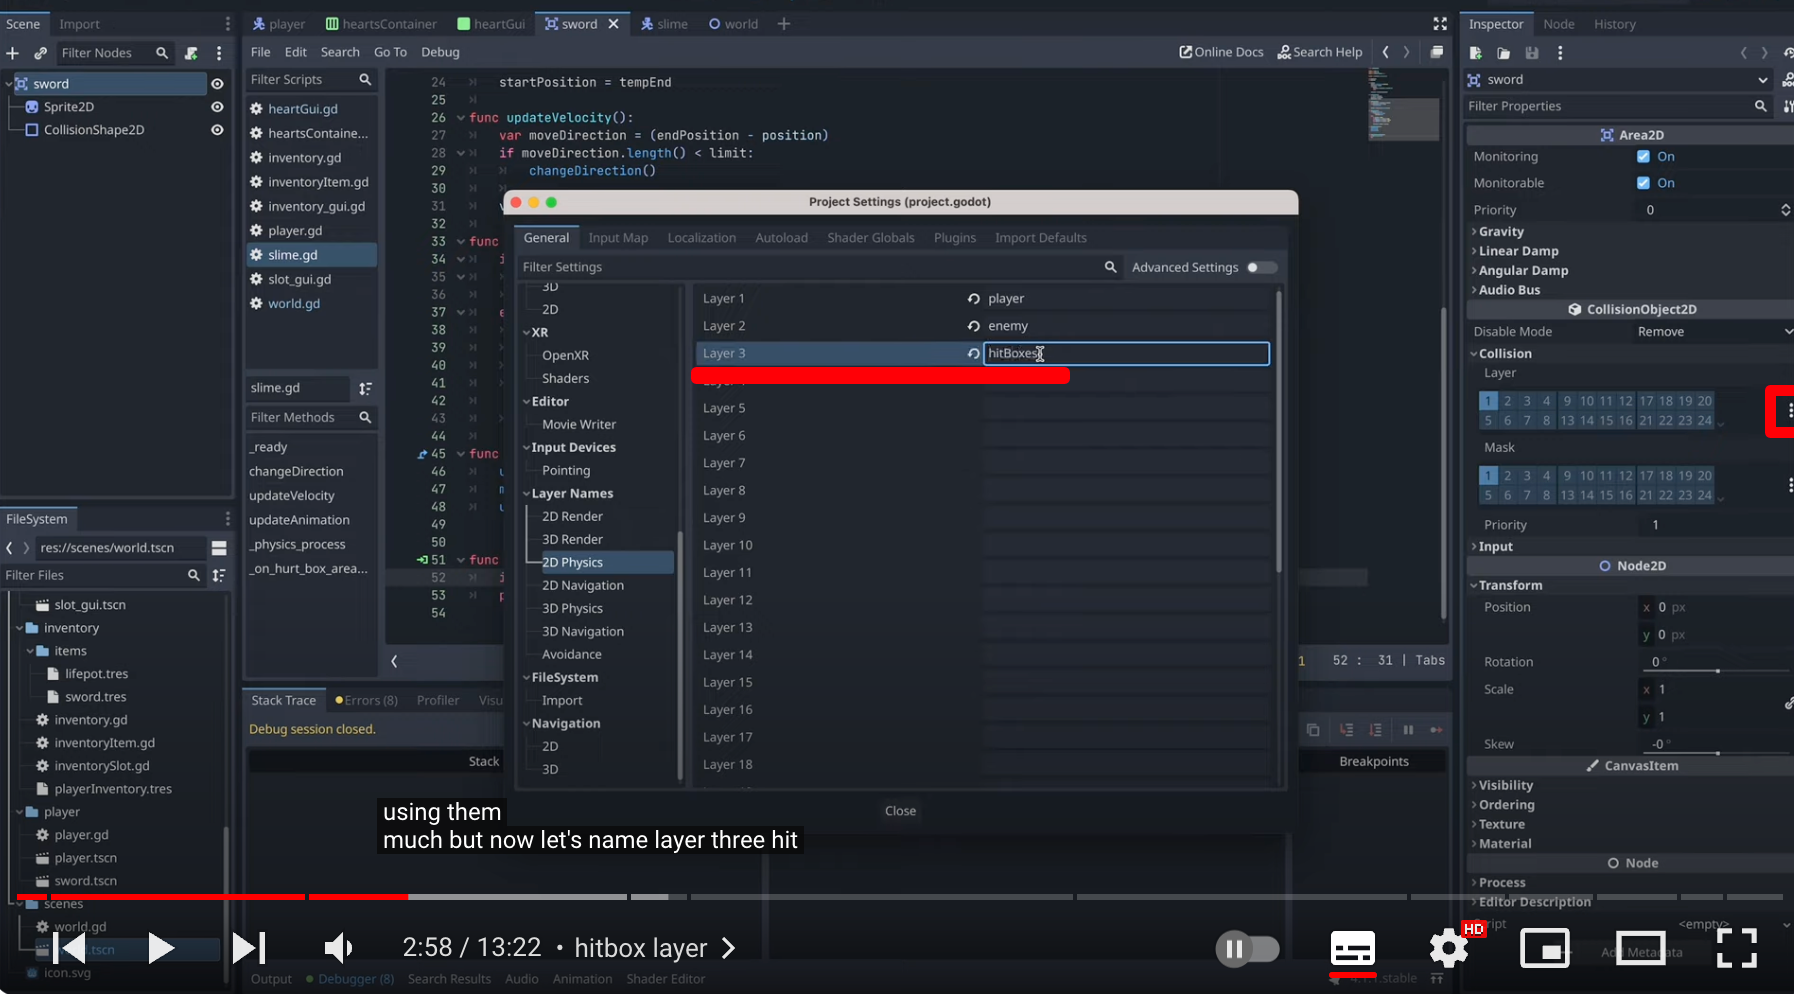 Scene
Import
Filter Nodes
sword
Sprite2D
CollisionShape2D
FileSystem
res://scenes/world.tscn
Filter Files
slot_gui.tscn
inventory
items
lifepot.tres
sword.tres
inventory.gd
inventoryItem.gd
inventorySlot.gd
playerInventory.tres
player
player.gd
player.tscn
sword.tscn
scenes
world.gd
icon.svg
player
heartsContainer
heartGui
sword
slime
world
File Edit Search Go To Debug
Online Docs
Search Help
Filter Scripts
heartGui.gd
heartsContaine...
inventory.gd
inventoryItem.gd
inventory_gui.gd
player.gd
slime.gd
slot_gui.gd
world.gd
slime.gd
Filter Methods
_ready
changeDirection
updateVelocity
updateAnimation
_physics_process
_on_hurt_box_area...
24 startPosition = tempEnd
25
26 func updateVelocity():
27 var moveDirection = (endPosition - position)
28 if moveDirection.length() < limit:
29 changeDirection()
30
31 v
32
33 func
34 i
35
36
37 e
38
39
40
41
42
43
44
45 func
46 u
47 m
48 u
49
50
51 func
52 i
53 p
54
1 52 : 31 | Tabs
Project Settings (project.godot)
General Input Map Localization Autoload Shader Globals Plugins Import Defaults
Filter Settings
Advanced Settings
3D
2D
XR
OpenXR
Shaders
Editor
Movie Writer
Input Devices
Pointing
Layer Names
2D Render
3D Render
2D Physics
2D Navigation
3D Physics
3D Navigation
Avoidance
FileSystem
Import
Navigation
2D
3D
Layer 1 player
Layer 2 enemy
Layer 3 hitBoxes
Layer 5
Layer 6
Layer 7
Layer 8
Layer 9
Layer 10
Layer 11
Layer 12
Layer 13
Layer 14
Layer 15
Layer 16
Layer 17
Layer 18
Close
Stack Trace
Errors (8)
Profiler
Visu
Debug session closed.
Stack
Breakpoints
using them
much but now let's name layer three hit
2:58 / 13:22 • hitbox layer
HD
Output
Debugger (8)
Search Results
Audio
Animation
Shader Editor
Inspector Node History
sword
Filter Properties
Area2D
Monitoring On
Monitorable On
Priority 0
Gravity
Linear Damp
Angular Damp
Audio Bus
CollisionObject2D
Disable Mode Remove
Collision
Layer
1 2 3 4 9 10 11 12 17 18 19 20
5 6 7 8 13 14 15 16 21 22 23 24
Mask
1 2 3 4 9 10 11 12 17 18 19 20
5 6 7 8 13 14 15 16 21 22 23 24
Priority 1
Input
Node2D
Transform
Position x 0 px
y 0 px
Rotation 0°
Scale x 1
y 1
Skew -0°
CanvasItem
Visibility
Ordering
Texture
Material
Node
Process
Editor Description
<empty>